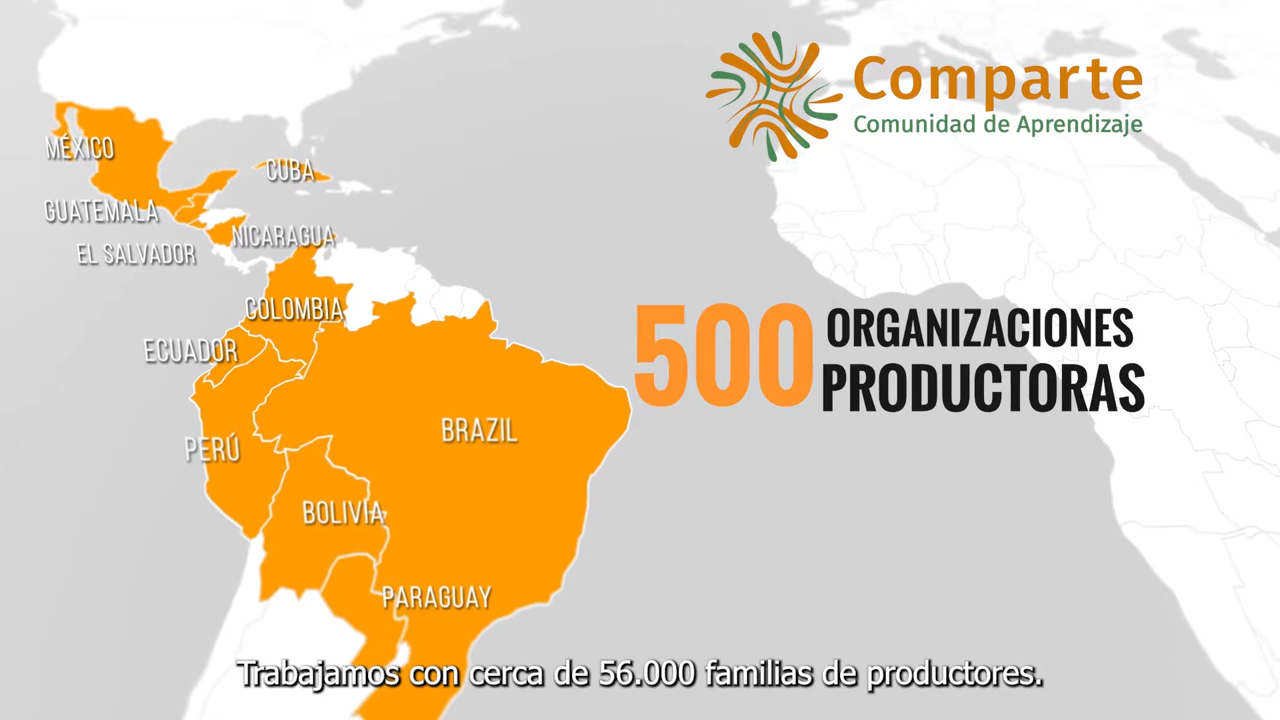 Comparte
Comunidad de Aprendizaje
MÉXICO
CUBA
GUATEMALA
NICARAGUA
EL SALVADOR
COLOMBIA
ECUADOR
500 ORGANIZACIONES
PRODUCTORAS
BRAZIL
PERÚ
BOLIVIA
PARAGUAY
Trabajamos con cerca de 56.000 familias de productores.